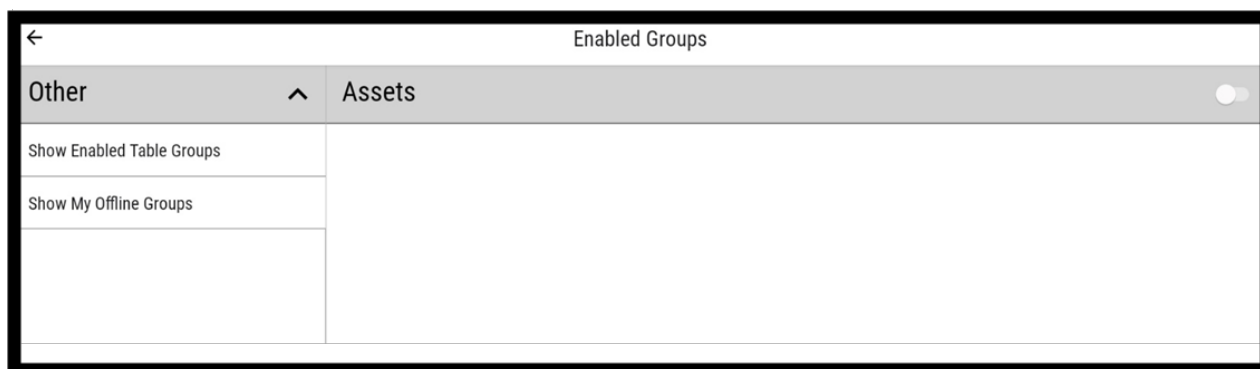 Enabled Groups
Other
Assets
Show Enabled Table Groups
Show My Offline Groups